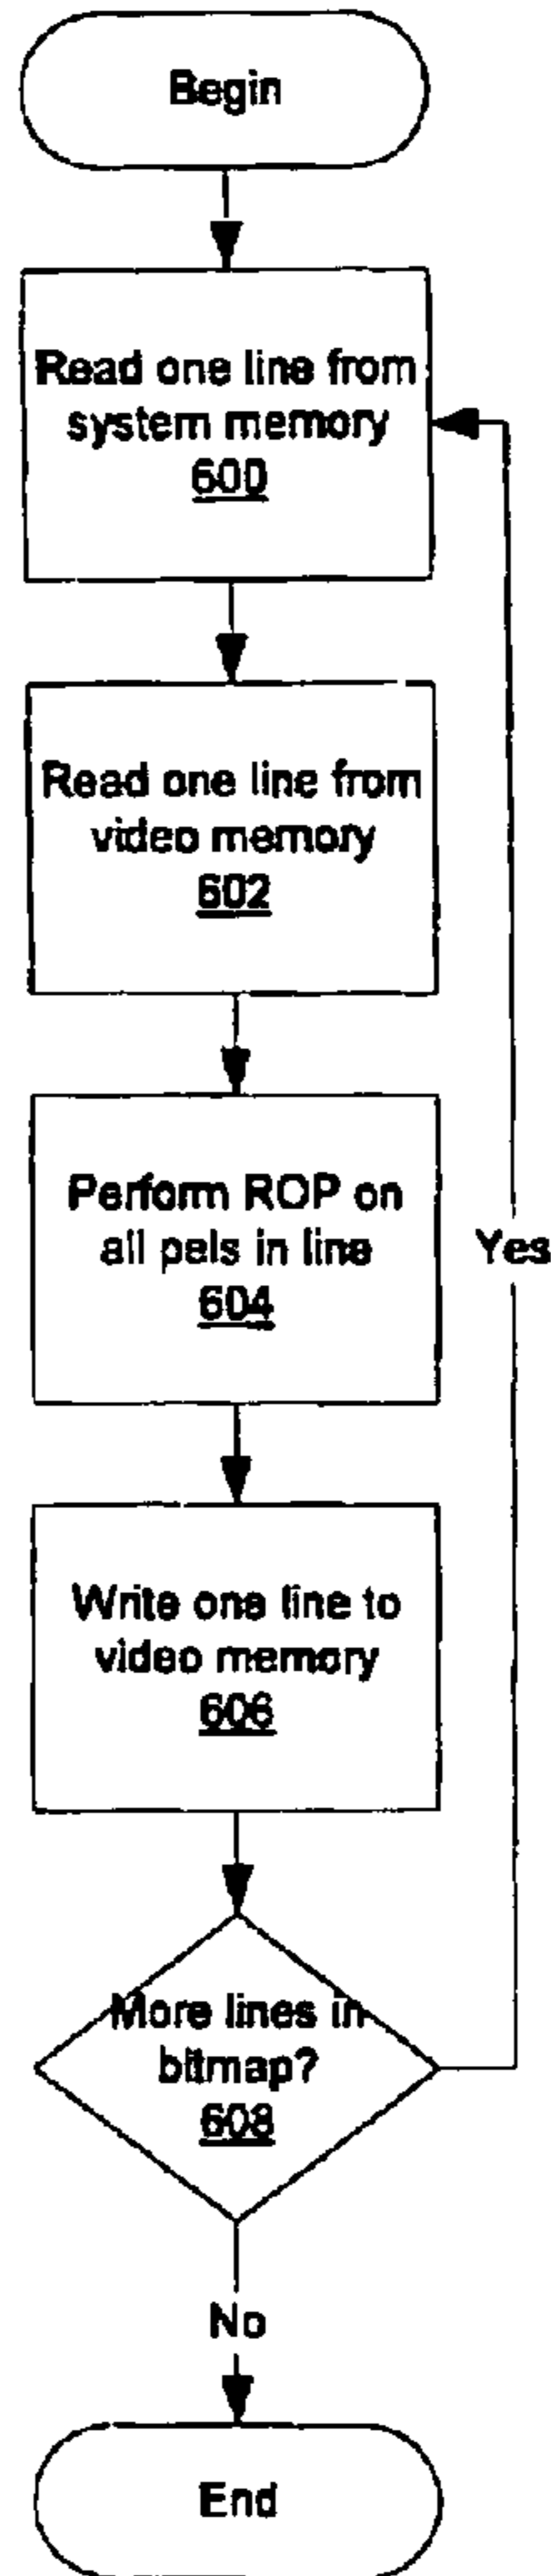 Begin
Read one line from
system memory
600
Read one line from
video memory
602
Perform ROP on
all pels in line
604
Yes
Write one line to
video memory
606
More lines in
bitmap?
608
No
End